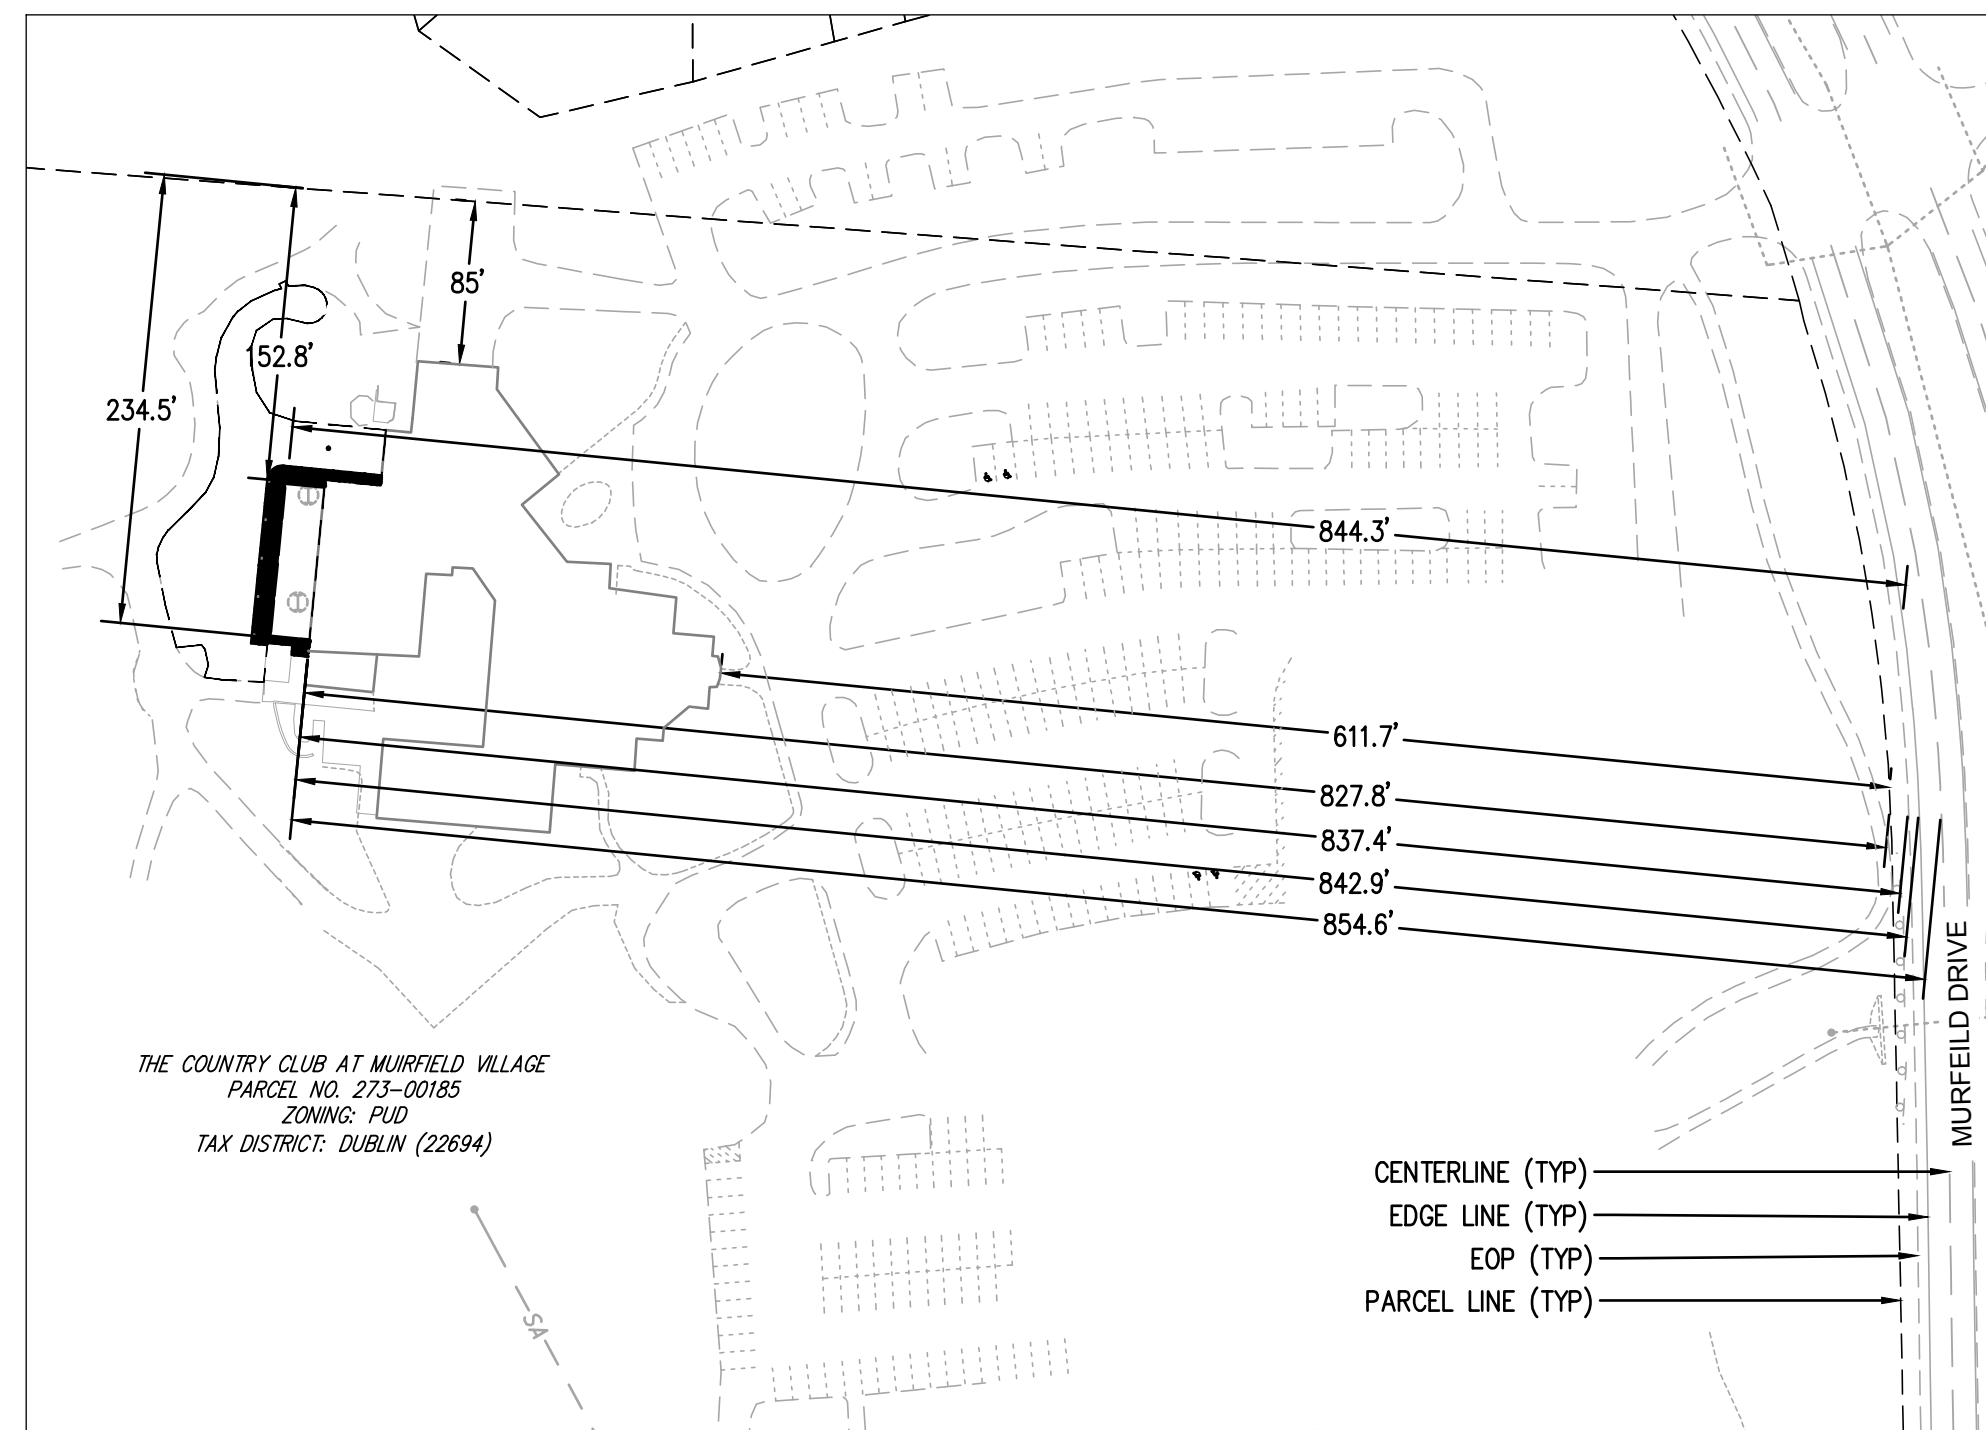 85'
152.8'
234.5'
844.3'
611.7'
827.8'
837.4'
842.9'
854.6'
MURFEILD DRIVE
THE COUNTRY CLUB AT MUIRFIELD VILLAGE
PARCEL NO. 273-00185
ZONING: PUD
TAX DISTRICT: DUBLIN (22694)
CENTERLINE (TYP)
EDGE LINE (TYP)
EOP (TYP)
PARCEL LINE (TYP)
SA